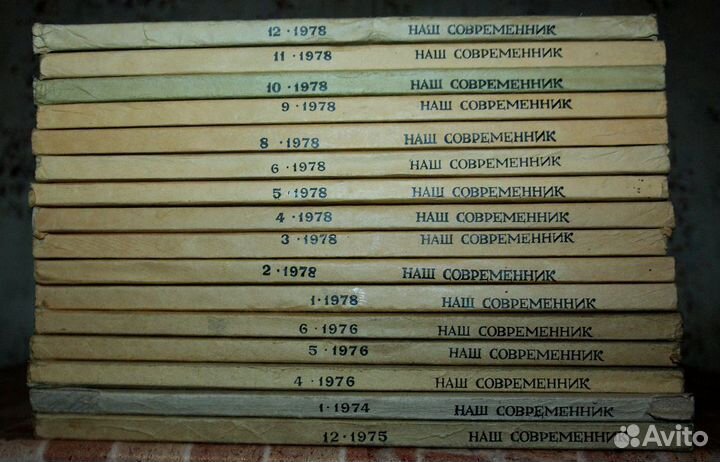 12 · 1978 НАШ СОВРЕМЕННИК
11 · 1978 НАШ СОВРЕМЕННИК
10 · 1978 НАШ СОВРЕМЕННИК
9 · 1978 НАШ СОВРЕМЕННИК
8 · 1978 НАШ СОВРЕМЕННИК
6 · 1978 НАШ СОВРЕМЕННИК
5 · 1978 НАШ СОВРЕМЕННИК
4 · 1978 НАШ СОВРЕМЕННИК
3 · 1978 НАШ СОВРЕМЕННИК
2 · 1978 НАШ СОВРЕМЕННИК
1 · 1978 НАШ СОВРЕМЕННИК
6 · 1976 НАШ СОВРЕМЕННИК
5 · 1976 НАШ СОВРЕМЕННИК
4 · 1976 НАШ СОВРЕМЕННИК
1 · 1974 НАШ СОВРЕМЕННИК
12 · 1975 НАШ СОВРЕМЕННИК
Avito